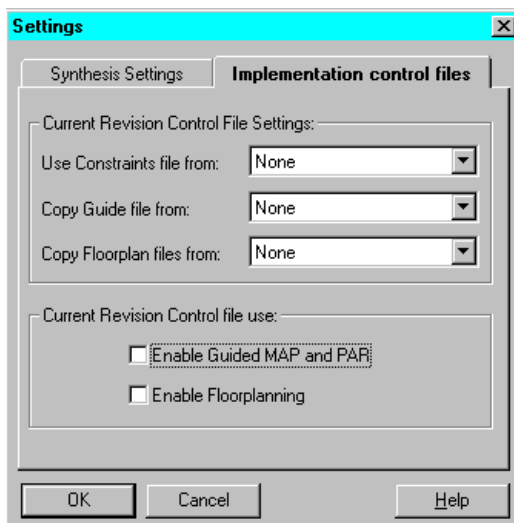 Settings
Synthesis Settings
Implementation control files
Current Revision Control File Settings:
Use Constraints file from: None
Copy Guide file from: None
Copy Floorplan files from: None
Current Revision Control file use:
Enable Guided MAP and PAR
Enable Floorplanning
OK Cancel Help